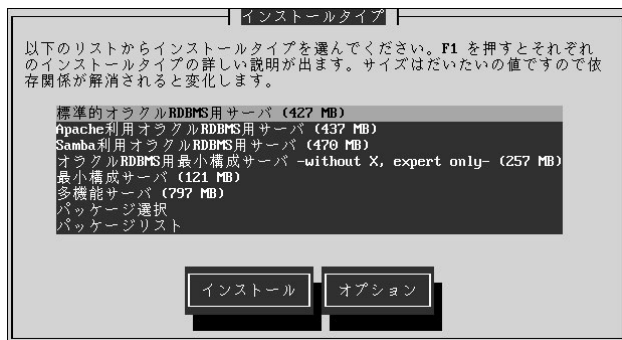 インストールタイプ
以下のリストからインストールタイプを選んでください。F1 を押すとそれぞれ
のインストールタイプの詳しい説明が出ます。サイズはだいたいの値ですので依
存関係が解消されると変化します。
標準的オラクルRDBMS用サーバ (427 MB)
Apache利用オラクルRDBMS用サーバ (437 MB)
Samba利用オラクルRDBMS用サーバ (470 MB)
オラクルRDBMS用最小構成サーバ -without X, expert only- (257 MB)
最小構成サーバ (121 MB)
多機能サーバ (797 MB)
パッケージ選択
パッケージリスト
インストール オプション